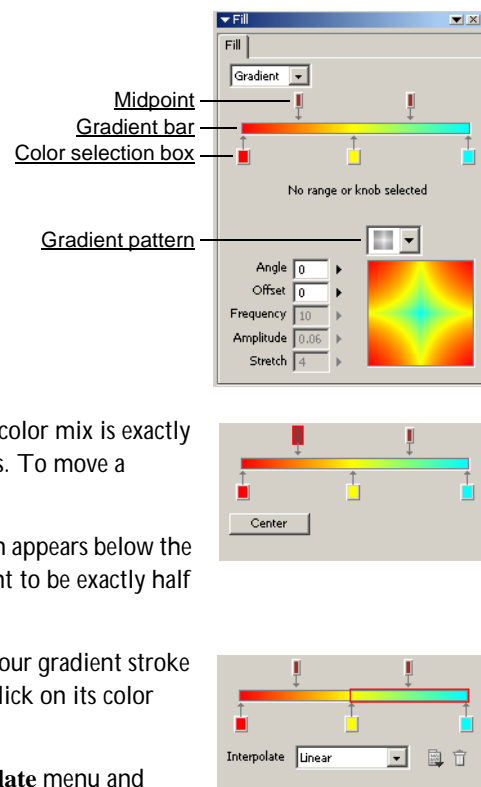 Fill
Fill
Gradient
Midpoint
Gradient bar
Color selection box
No range or knob selected
Gradient pattern
Angle 0
Offset 0
Frequency 10
Amplitude 0.06
Stretch 4
color mix is exactly
s. To move a
Center
n appears below the
nt to be exactly half
our gradient stroke
lick on its color
Interpolate Linear
late menu and